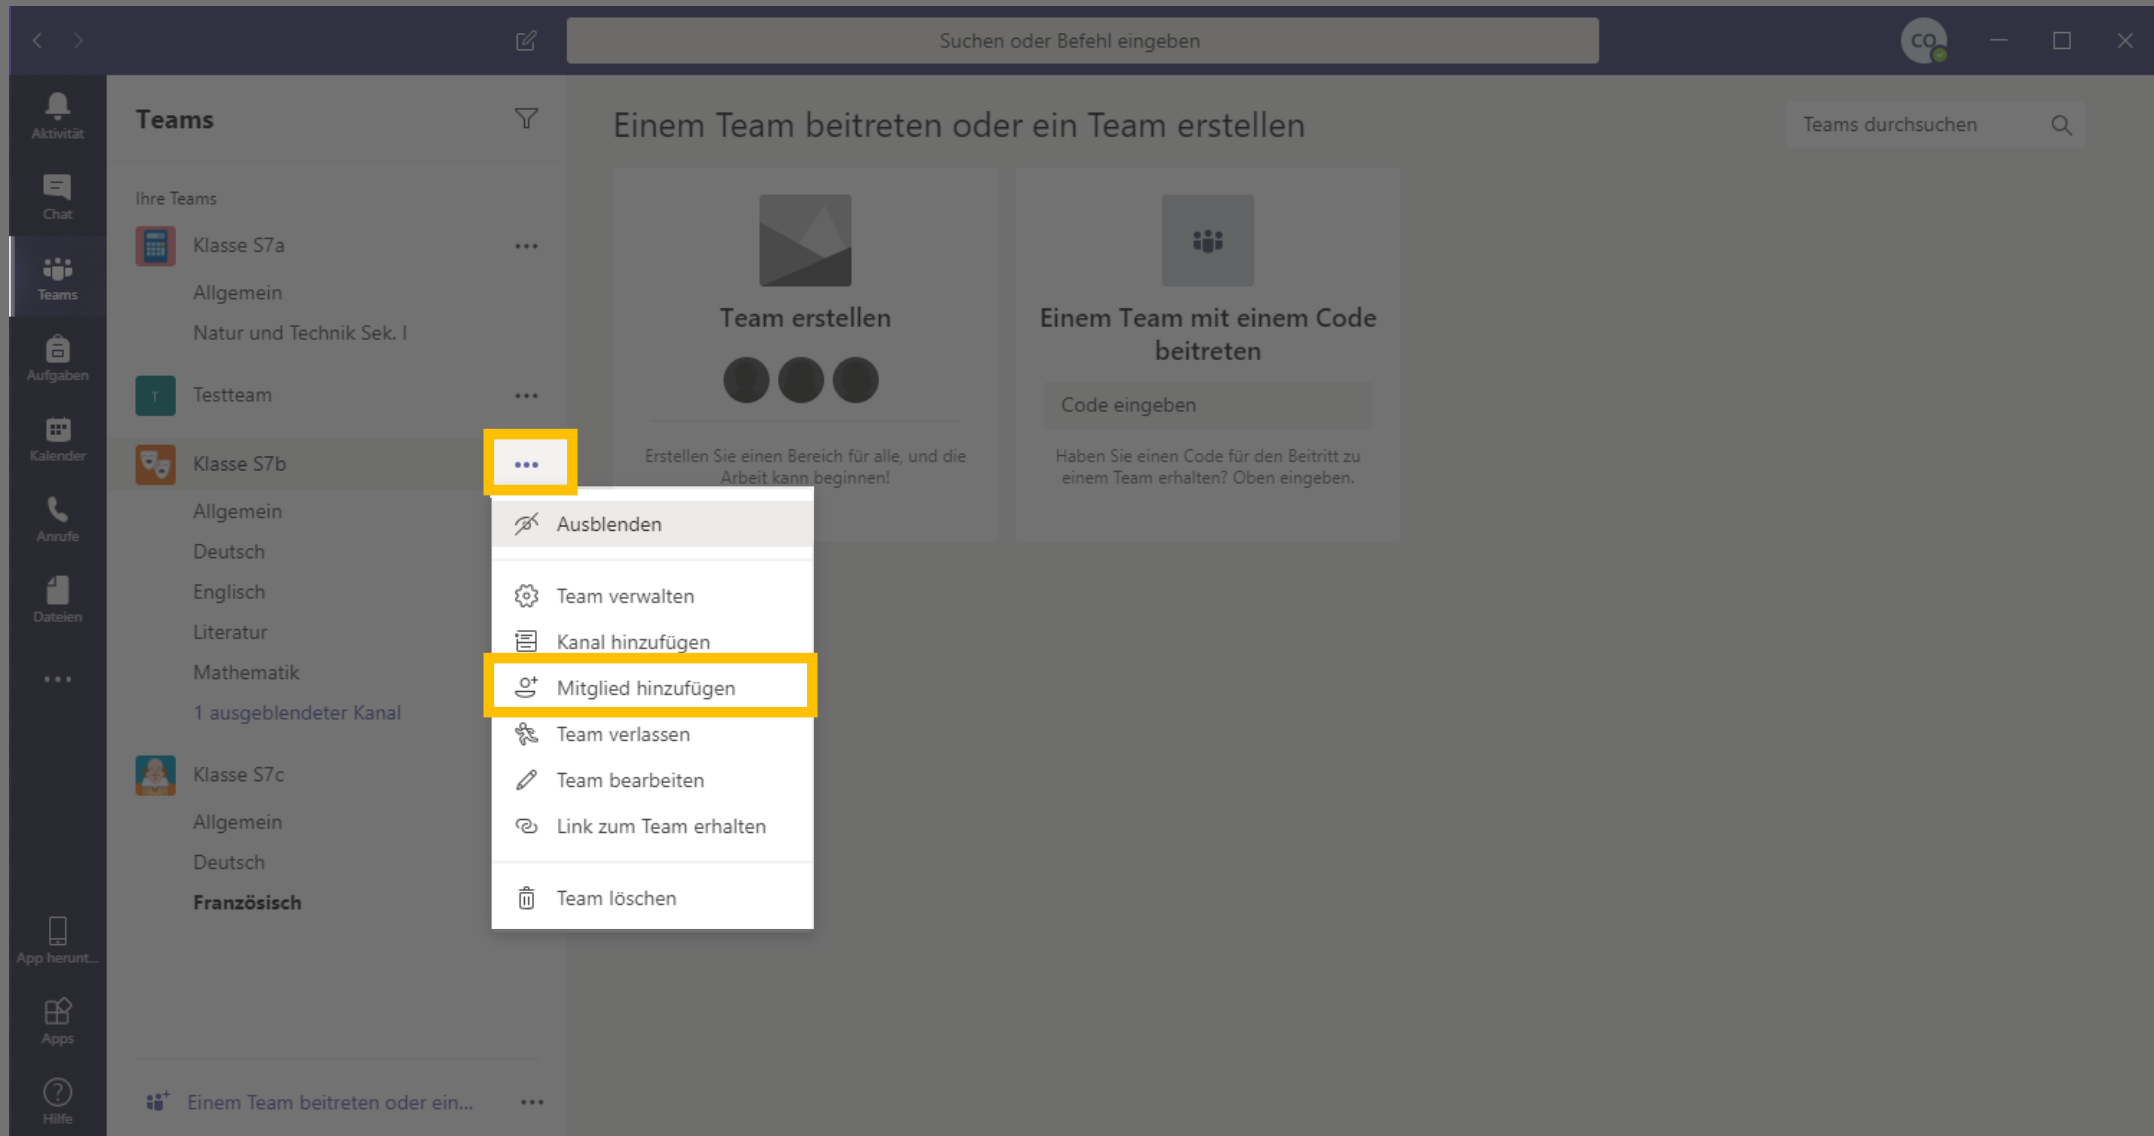 Suchen oder Befehl eingeben
CO
Aktivität
Chat
Teams
Aufgaben
Kalender
Anrufe
Dateien
App herunt...
Apps
Hilfe
Teams
Ihre Teams
Klasse S7a
Allgemein
Natur und Technik Sek. I
T
Testteam
Klasse S7b
Allgemein
Deutsch
Englisch
Literatur
Mathematik
1 ausgeblendeter Kanal
Klasse S7c
Allgemein
Deutsch
Französisch
Einem Team beitreten oder ein...
Ausblenden
Team verwalten
Kanal hinzufügen
Mitglied hinzufügen
Team verlassen
Team bearbeiten
Link zum Team erhalten
Team löschen
Einem Team beitreten oder ein Team erstellen
Teams durchsuchen
Team erstellen
Erstellen Sie einen Bereich für alle, und die
Arbeit kann beginnen!
Einem Team mit einem Code
beitreten
Code eingeben
Haben Sie einen Code für den Beitritt zu
einem Team erhalten? Oben eingeben.